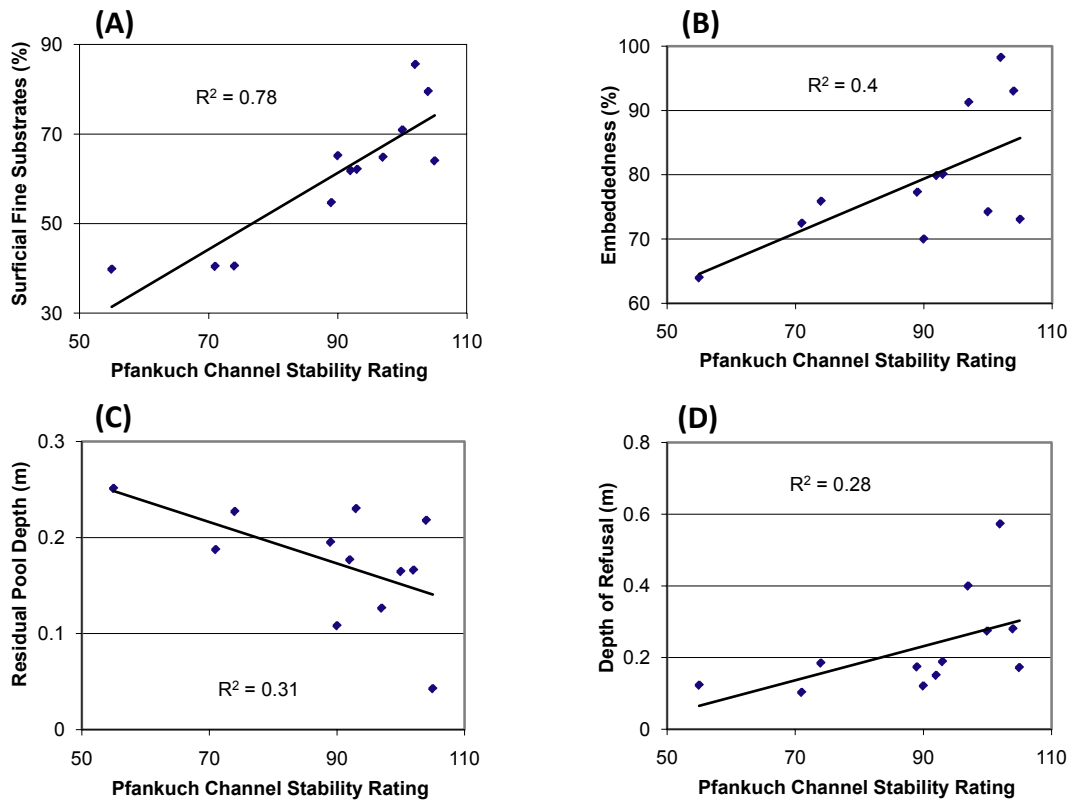 (A)
Surficial Fine Substrates (%)
90
70
50
30
R² = 0.78
50 70 90 110
Pfankuch Channel Stability Rating
(B)
Embeddedness (%)
100
90
80
70
60
R² = 0.4
50 70 90 110
Pfankuch Channel Stability Rating
(C)
Residual Pool Depth (m)
0.3
0.2
0.1
0
R² = 0.31
50 70 90 110
Pfankuch Channel Stability Rating
(D)
Depth of Refusal (m)
0.8
0.6
0.4
0.2
0
R² = 0.28
50 70 90 110
Pfankuch Channel Stability Rating